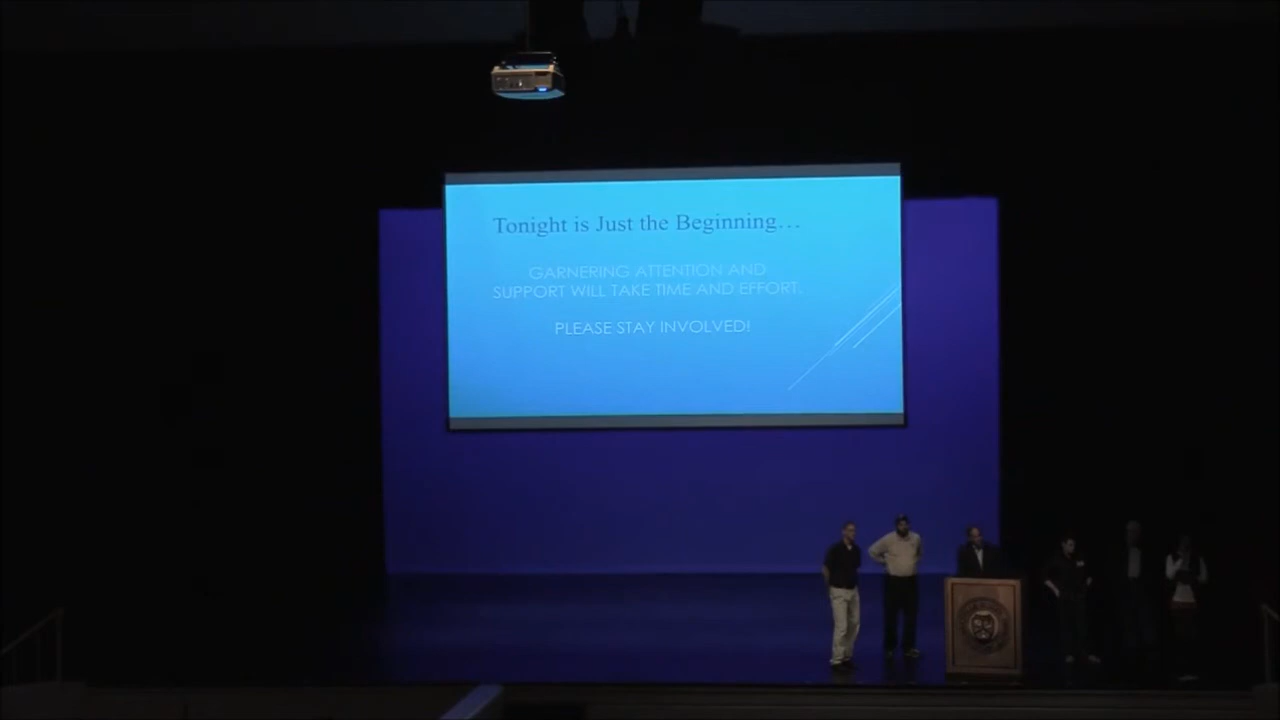 Tonight is Just the Beginning...
GARNERING ATTENTION AND
SUPPORT WILL TAKE TIME AND EFFORT.
PLEASE STAY INVOLVED!